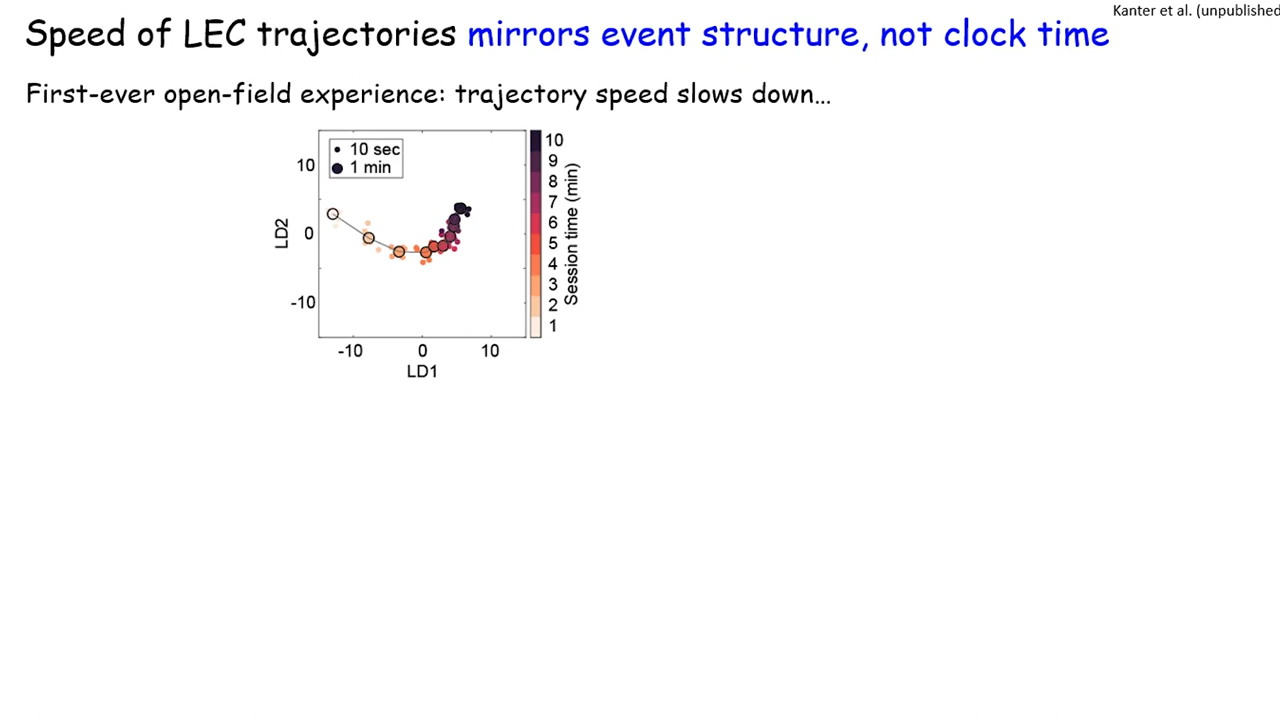 Kanter et al. (unpublished
Speed of LEC trajectories mirrors event structure, not clock time
First-ever open-field experience: trajectory speed slows down…
10 sec
1 min
10
0
-10
LD2
-10
0
10
LD1
10
9
8
7
6
5
4
3
2
1
Session time (min)